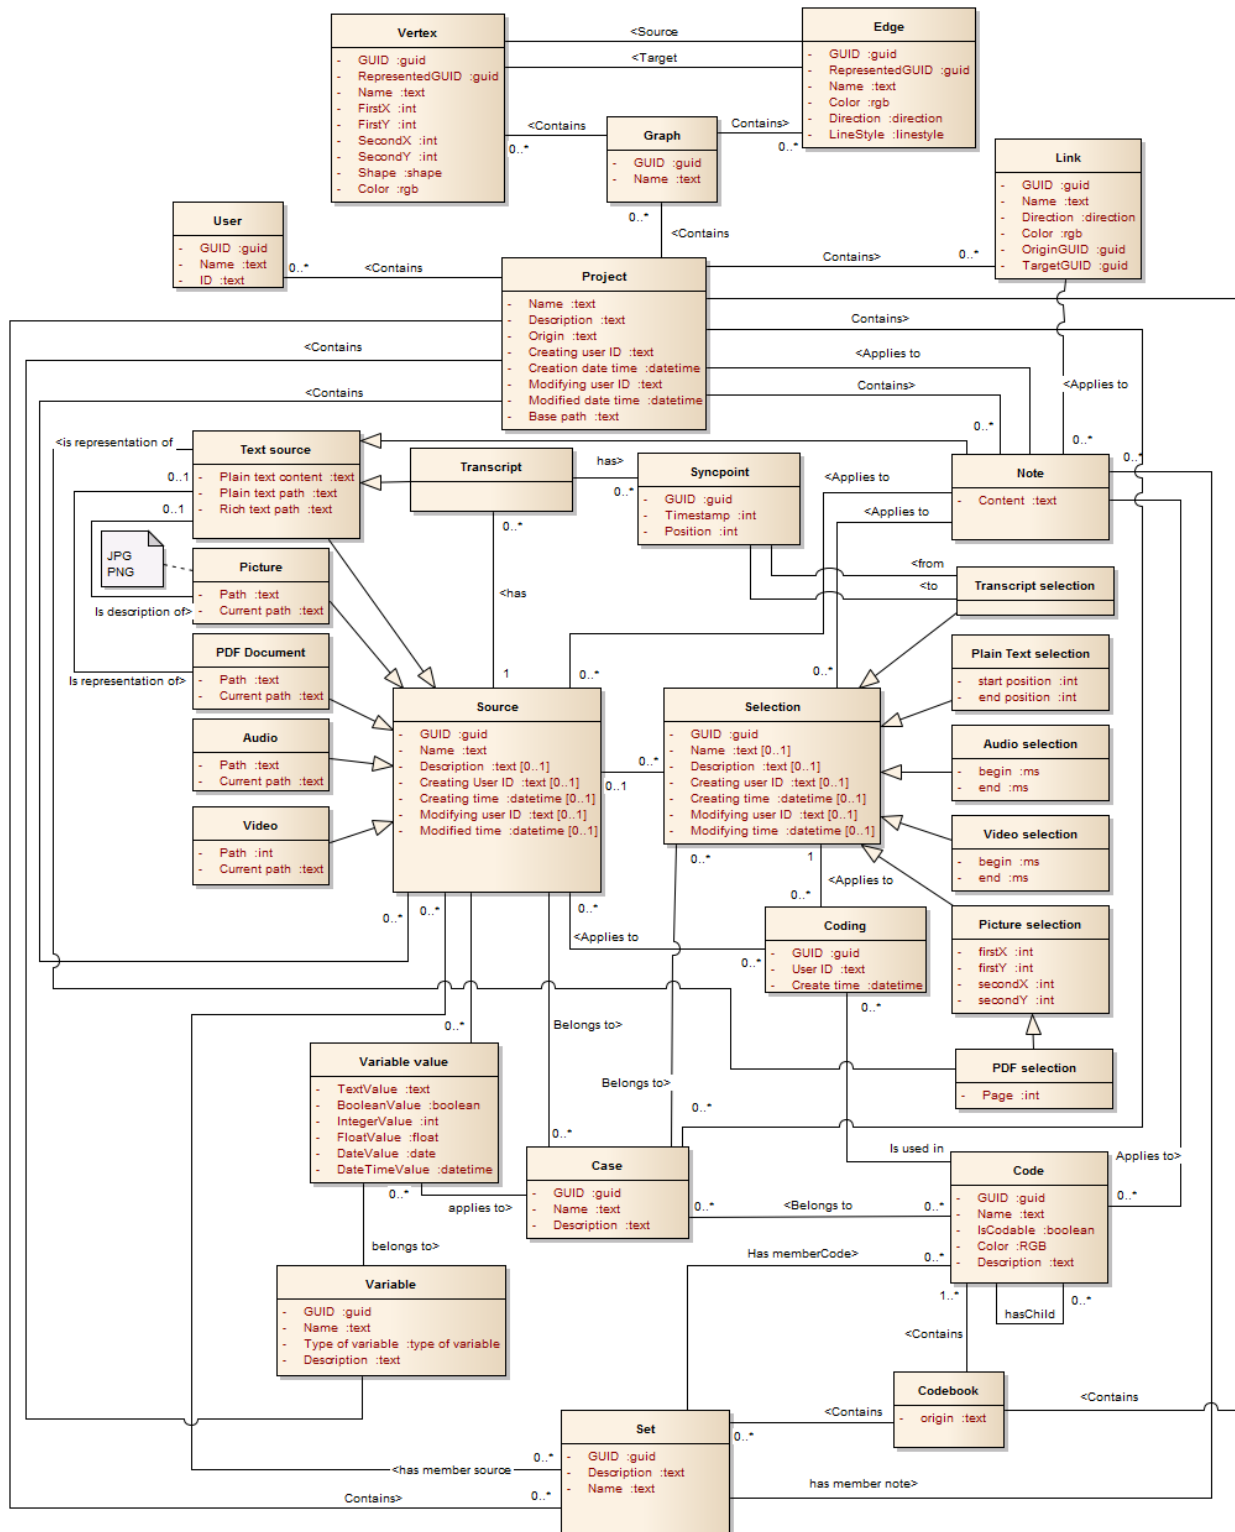 Vertex
- GUID :guid
- RepresentedGUID :guid
- Name :text
- FirstX :int
- FirstY :int
- SecondX :int
- SecondY :int
- Shape :shape
- Color :rgb
<Source
<Target
Edge
- GUID :guid
- RepresentedGUID :guid
- Name :text
- Color :rgb
- Direction :direction
- LineStyle :linestyle
<Contains
0..*
Contains>
0..*
Graph
- GUID :guid
- Name :text
0..*
<Contains
Link
- GUID :guid
- Name :text
- Direction :direction
- Color :rgb
- OriginGUID :guid
- TargetGUID :guid
User
- GUID :guid
- Name :text
- ID :text
0..*
<Contains
Contains>
0..*
Project
- Name :text
- Description :text
- Origin :text
- Creating user ID :text
- Creation date time :datetime
- Modifying user ID :text
- Modified date time :datetime
- Base path :text
<Contains
<Contains
Contains>
<Applies to
Contains>
0..*
<Applies to
0..*
0..*
<is representation of
Text source
- Plain text content :text
- Plain text path :text
- Rich text path :text
0..1
0..1
Transcript
0..*
has>
0..*
Syncpoint
- GUID :guid
- Timestamp :int
- Position :int
<Applies to
<Applies to
Note
- Content :text
JPG
PNG
Picture
- Path :text
- Current path :text
Is description of>
<has
1
<from
<to
Transcript selection
PDF Document
- Path :text
- Current path :text
Is representation of>
0..*
0..*
Plain Text selection
- start position :int
- end position :int
Audio
- Path :text
- Current path :text
Source
- GUID :guid
- Name :text
- Description :text [0..1]
- Creating User ID :text [0..1]
- Creating time :datetime [0..1]
- Modifying user ID :text [0..1]
- Modified time :datetime [0..1]
0..*
0..1
Selection
- GUID :guid
- Name :text [0..1]
- Description :text [0..1]
- Creating user ID :text [0..1]
- Creating time :datetime [0..1]
- Modifying user ID :text [0..1]
- Modifying time :datetime [0..1]
Audio selection
- begin :ms
- end :ms
Video
- Path :int
- Current path :text
Video selection
- begin :ms
- end :ms
0..*
1
<Applies to
0..*
0..*
0..*
0..*
<Applies to
0..*
Coding
- GUID :guid
- User ID :text
- Create time :datetime
0..*
Picture selection
- firstX :int
- firstY :int
- secondX :int
- secondY :int
0..*
Belongs to>
Belongs to>
0..*
0..*
PDF selection
- Page :int
Variable value
- TextValue :text
- BooleanValue :boolean
- IntegerValue :int
- FloatValue :float
- DateValue :date
- DateTimeValue :datetime
0..*
applies to>
Case
- GUID :guid
- Name :text
- Description :text
Is used in
0..*
<Belongs to
0..*
Code
- GUID :guid
- Name :text
- IsCodable :boolean
- Color :RGB
- Description :text
Applies to>
0..*
belongs to>
Has memberCode>
0..*
Variable
- GUID :guid
- Name :text
- Type of variable :type of variable
- Description :text
1..*
0..*
hasChild
<Contains
Codebook
- origin :text
<Contains
<Contains
0..*
Set
- GUID :guid
- Description :text
- Name :text
0..*
<has member source
Contains>
0..*
has member note>